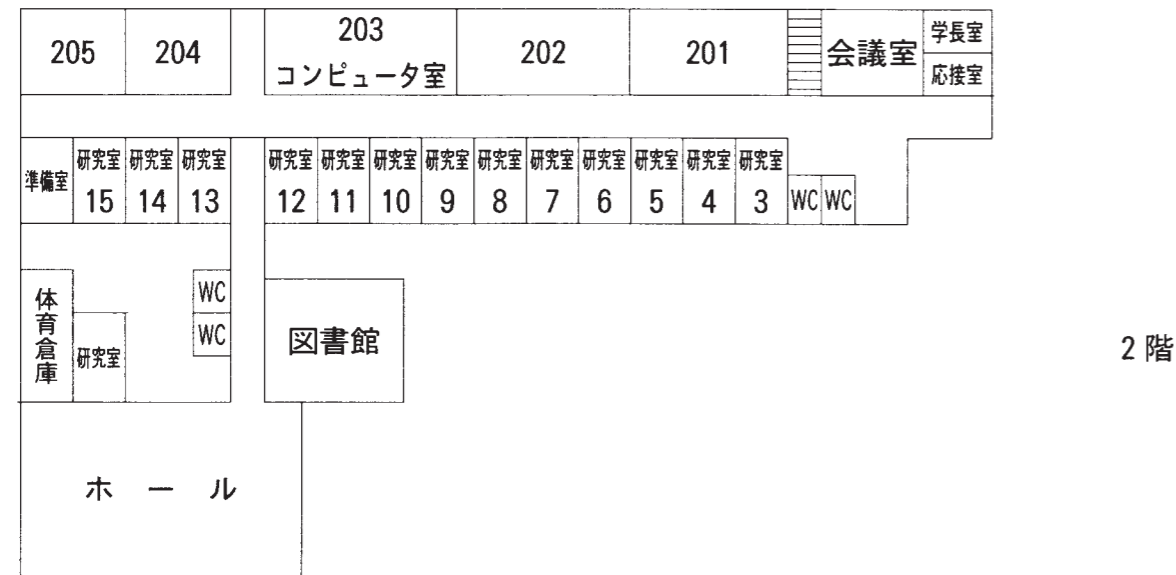 205
204
203
コンピュータ室
202
201
会議室
学長室
応接室
準備室
研究室
15
研究室
14
研究室
13
研究室
12
研究室
11
研究室
10
研究室
9
研究室
8
研究室
7
研究室
6
研究室
5
研究室
4
研究室
3
WC
WC
体育倉庫
研究室
WC
WC
図書館
2階
ホール